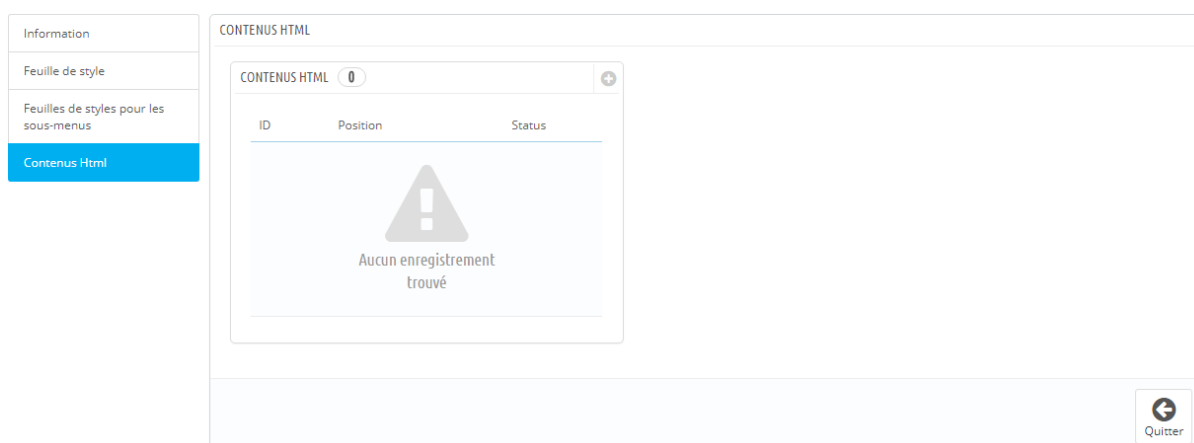 Information
Feuille de style
Feuilles de styles pour les
sous-menus
Contenus Html
CONTENUS HTML
CONTENUS HTML 0
ID Position Status
Aucun enregistrement
trouvé
Quitter